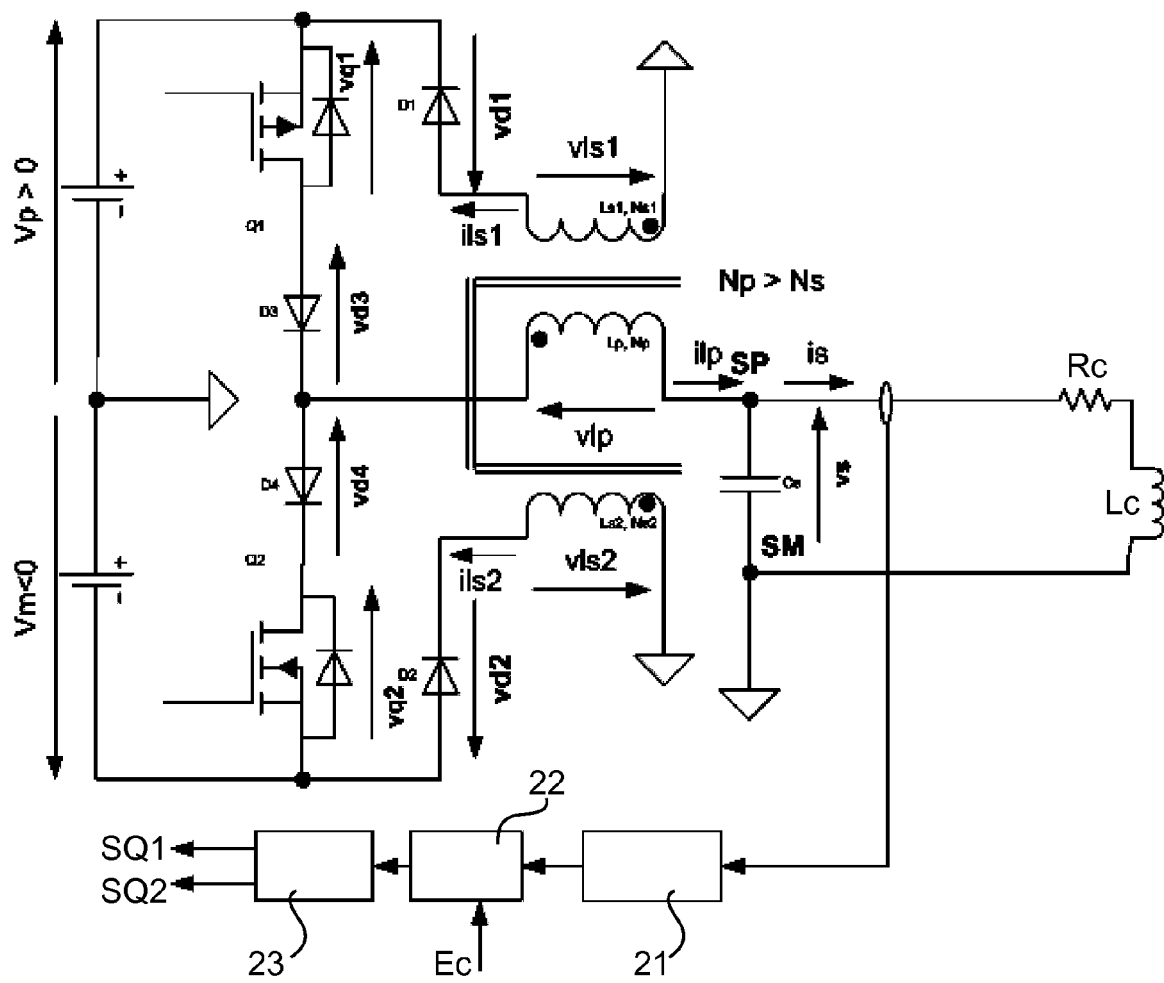 Vp > 0
+
-
vq1
D1
vd1
vls1
Ls1, Ns1
ils1
Q1
Np > Ns
D3
vd3
Lp, Np
ilp
SP
is
Rc
vlp
D4
vd4
Cs
vs
Lc
Ls2, Ns2
SM
Vm<0
+
-
Q2
ils2
vls2
vq2
D2
vd2
22
SQ1
SQ2
23
Ec
21